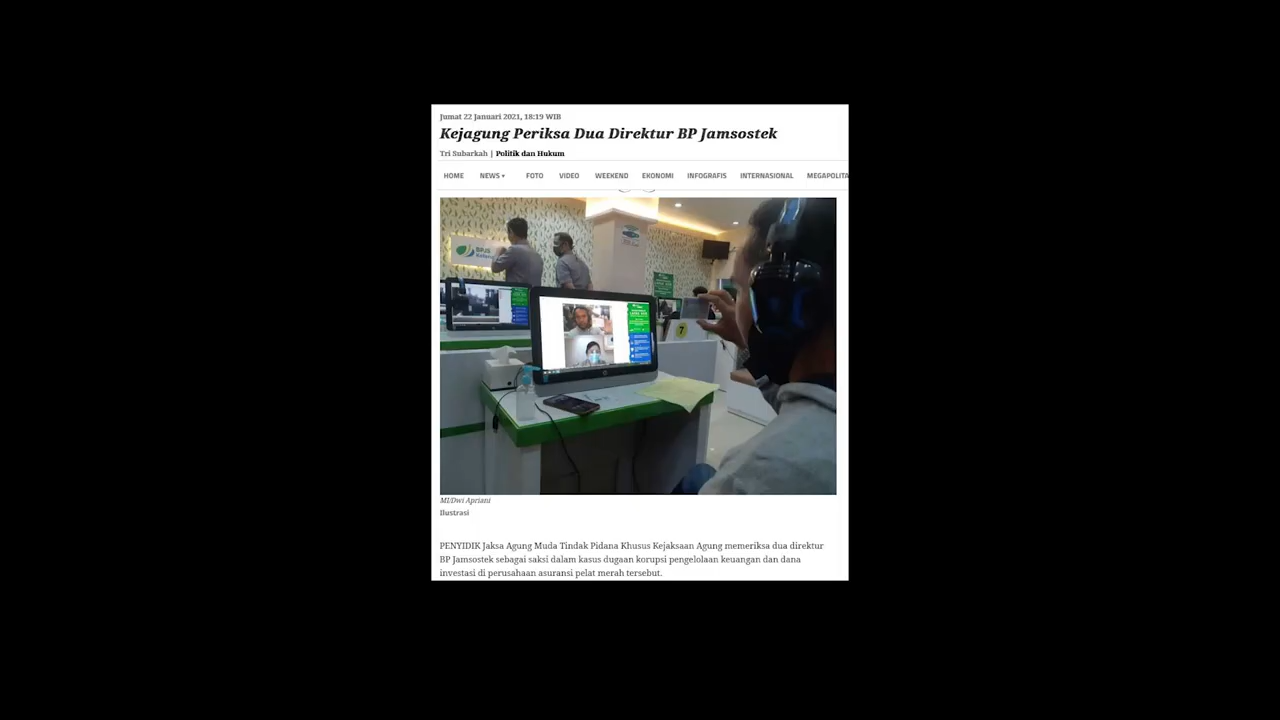 Jumat 22 Januari 2021, 18:19 WIB
Kejagung Periksa Dua Direktur BP Jamsostek
Tri Subarkah | Politik dan Hukum
HOME NEWS ▾ FOTO VIDEO WEEKEND EKONOMI INFOGRAFIS INTERNASIONAL MEGAPOLITA
BPJS
7
MI/Dwi Apriani
Ilustrasi
PENYIDIK Jaksa Agung Muda Tindak Pidana Khusus Kejaksaan Agung memeriksa dua direktur
BP Jamsostek sebagai saksi dalam kasus dugaan korupsi pengelolaan keuangan dan dana
investasi di perusahaan asuransi pelat merah tersebut.